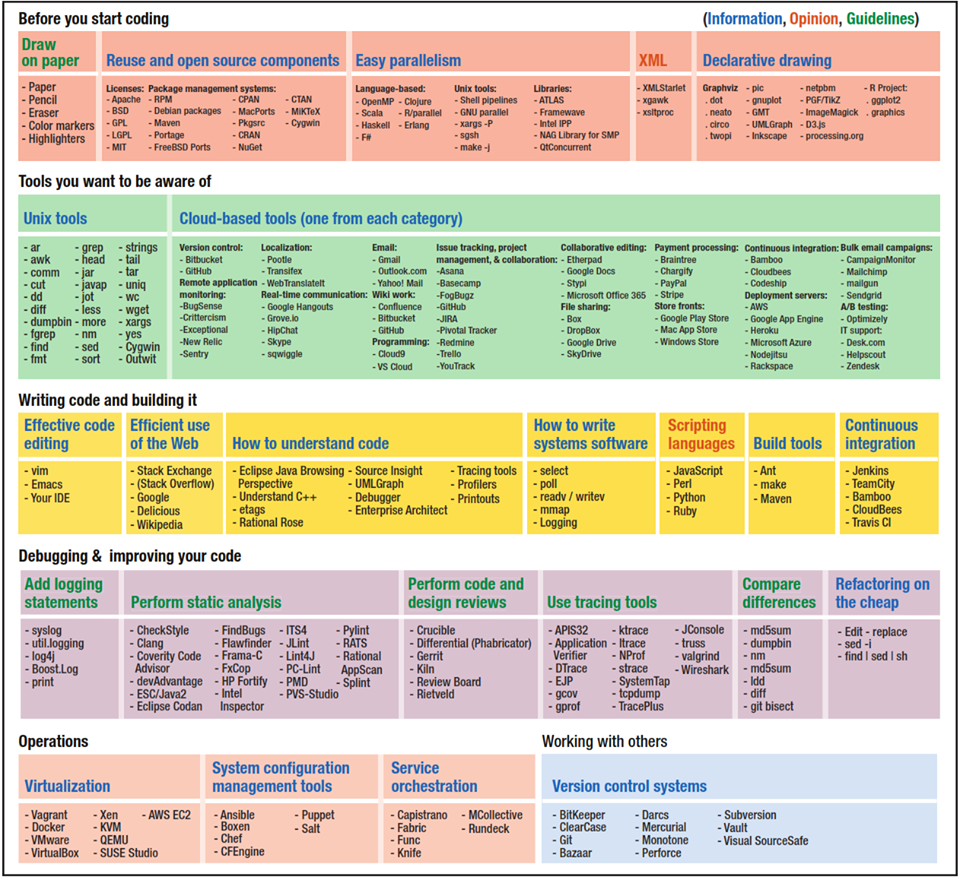 Before you start coding
(Information, Opinion, Guidelines)
Draw
on paper
- Paper
- Pencil
- Eraser
- Color markers
- Highlighters
Reuse and open source components
Licenses:
- Apache
- BSD
- GPL
- LGPL
- MIT
Package management systems:
- RPM
- Debian packages
- Maven
- Portage
- FreeBSD Ports
- CPAN
- MacPorts
- Pkgsrc
- CRAN
- NuGet
- CTAN
- MiKTeX
- Cygwin
Easy parallelism
Language-based:
- OpenMP
- Scala
- Haskell
- F#
- Clojure
- R/parallel
- Erlang
Unix tools:
- Shell pipelines
- GNU parallel
- xargs -P
- sgsh
- make -j
Libraries:
- ATLAS
- Framewave
- Intel IPP
- NAG Library for SMP
- QtConcurrent
XML
- XMLStarlet
- xgawk
- xsltproc
Declarative drawing
Graphviz
. dot
. neato
. circo
. twopi
- pic
- gnuplot
- GMT
- UMLGraph
- Inkscape
- netpbm
- PGF/TikZ
- ImageMagick
- D3.js
- processing.org
- R Project:
. ggplot2
. graphics
Tools you want to be aware of
Unix tools
- ar
- awk
- comm
- cut
- dd
- diff
- dumpbin
- fgrep
- find
- fmt
- grep
- head
- jar
- javap
- jot
- less
- more
- nm
- sed
- sort
- strings
- tail
- tar
- uniq
- wc
- wget
- xargs
- yes
- Cygwin
- Outwit
Cloud-based tools (one from each category)
Version control:
- Bitbucket
- GitHub
Remote application
monitoring:
- BugSense
- Crittercism
- Exceptional
- New Relic
- Sentry
Localization:
- Pootle
- Transifex
- WebTranslateIt
Real-time communication:
- Google Hangouts
- Grove.io
- HipChat
- Skype
- sqwiggle
Email:
- Gmail
- Outlook.com
- Yahoo! Mail
Wiki work:
- Confluence
- Bitbucket
- GitHub
Programming:
- Cloud9
- VS Cloud
Issue tracking, project
management, & collaboration:
-Asana
-Basecamp
-FogBugz
-GitHub
-JIBA
-Pivotal Tracker
-Redmine
-Trello
-YouTrack
Collaborative editing:
- Etherpad
- Google Docs
- Stypi
- Microsoft Office 365
File sharing:
- Box
- DropBox
- Google Drive
- SkyDrive
Payment processing:
- Braintree
- Chargify
- PayPal
- Stripe
Store fronts:
- Google Play Store
- Mac App Store
- Windows Store
Continuous integration:
- Bamboo
- Cloudbees
- Codeship
Deployment servers:
- AWS
- Google App Engine
- Heroku
- Microsoft Azure
- Nodejitsu
- Rackspace
Bulk email campaigns:
- CampaignMonitor
- Mailchimp
- mailgun
- Sendgrid
A/B testing:
- Optimizely
IT support:
- Desk.com
- Helpscout
- Zendesk
Writing code and building it
Effective code
editing
- vim
- Emacs
- Your IDE
Efficient use
of the Web
- Stack Exchange
- (Stack Overflow)
- Google
- Delicious
- Wikipedia
How to understand code
- Eclipse Java Browsing
Perspective
- Understand C++
- etags
- Rational Rose
- Source Insight
- UMLGraph
- Debugger
- Enterprise Architect
- Tracing tools
- Profilers
- Printouts
How to write
systems software
- select
- poll
- readv / writev
- mmap
- Logging
Scripting
languages
- JavaScript
- Perl
- Python
- Ruby
Build tools
- Ant
- make
- Maven
Continuous
integration
- Jenkins
- TeamCity
- Bamboo
- CloudBees
- Travis CI
Debugging & improving your code
Add logging
statements
- syslog
- util.logging
- log4j
- Boost.Log
- print
Perform static analysis
- CheckStyle
- Clang
- Coverity Code
Advisor
- devAdvantage
- ESC/Java2
- Eclipse Codan
- FindBugs
- Flawfinder
- Frama-C
- FxCop
- HP Fortify
- Intel
Inspector
- ITS4
- JLint
- Lint4J
- PC-Lint
- PMD
- PVS-Studio
- Pylint
- RATS
- Rational
AppScan
- Splint
Perform code and
design reviews
- Crucible
- Differential (Phabricator)
- Gerrit
- Kiln
- Review Board
- Rietveld
Use tracing tools
- APIS32
- Application
Verifier
- DTrace
- EJP
- gcov
- gprof
- ktrace
- ltrace
- NProf
- strace
- SystemTap
- tcpdump
- TracePlus
- JConsole
- truss
- valgrind
- Wireshark
Compare
differences
- md5sum
- dumpbin
- nm
- md5sum
- ldd
- diff
- git bisect
Refactoring on
the cheap
- Edit - replace
- sed -i
- find | sed | sh
Operations
Virtualization
- Vagrant
- Docker
- VMware
- VirtualBox
- Xen
- KVM
- QEMU
- SUSE Studio
- AWS EC2
System configuration
management tools
- Ansible
- Boxen
- Chef
- CFEngine
- Puppet
- Salt
Service
orchestration
- Capistrano
- Fabric
- Func
- Knife
- MCollective
- Rundeck
Working with others
Version control systems
- BitKeeper
- ClearCase
- Git
- Bazaar
- Darcs
- Mercurial
- Monotone
- Perforce
- Subversion
- Vault
- Visual SourceSafe